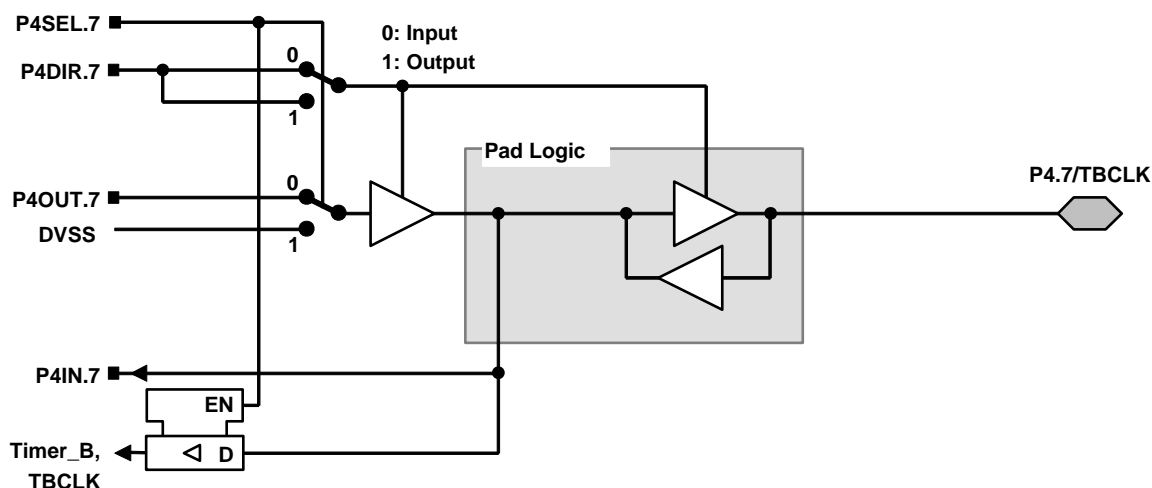 P4SEL.7
0: Input
1: Output
0
P4DIR.7
1
Pad Logic
P4.7/TBCLK
0
P4OUT.7
DVSS
1
P4IN.7
EN
Timer_B,
TBCLK
D